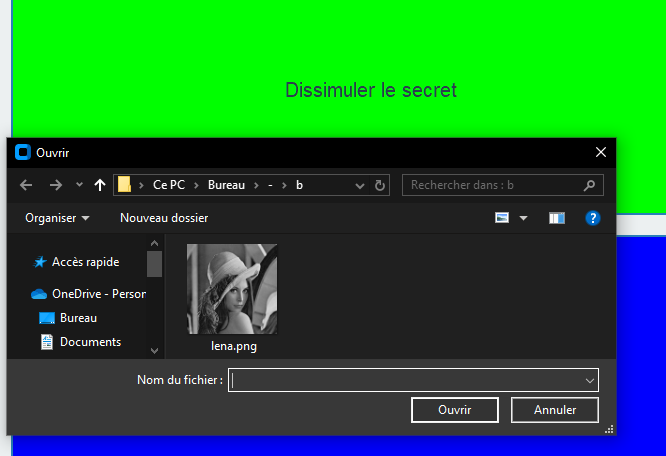 Dissimuler le secret
Ouvrir
Ce PC > Bureau > - > b
Rechercher dans : b
Organiser
Nouveau dossier
Accès rapide
OneDrive - Person
Bureau
Documents
lena.png
Nom du fichier :
Ouvrir
Annuler